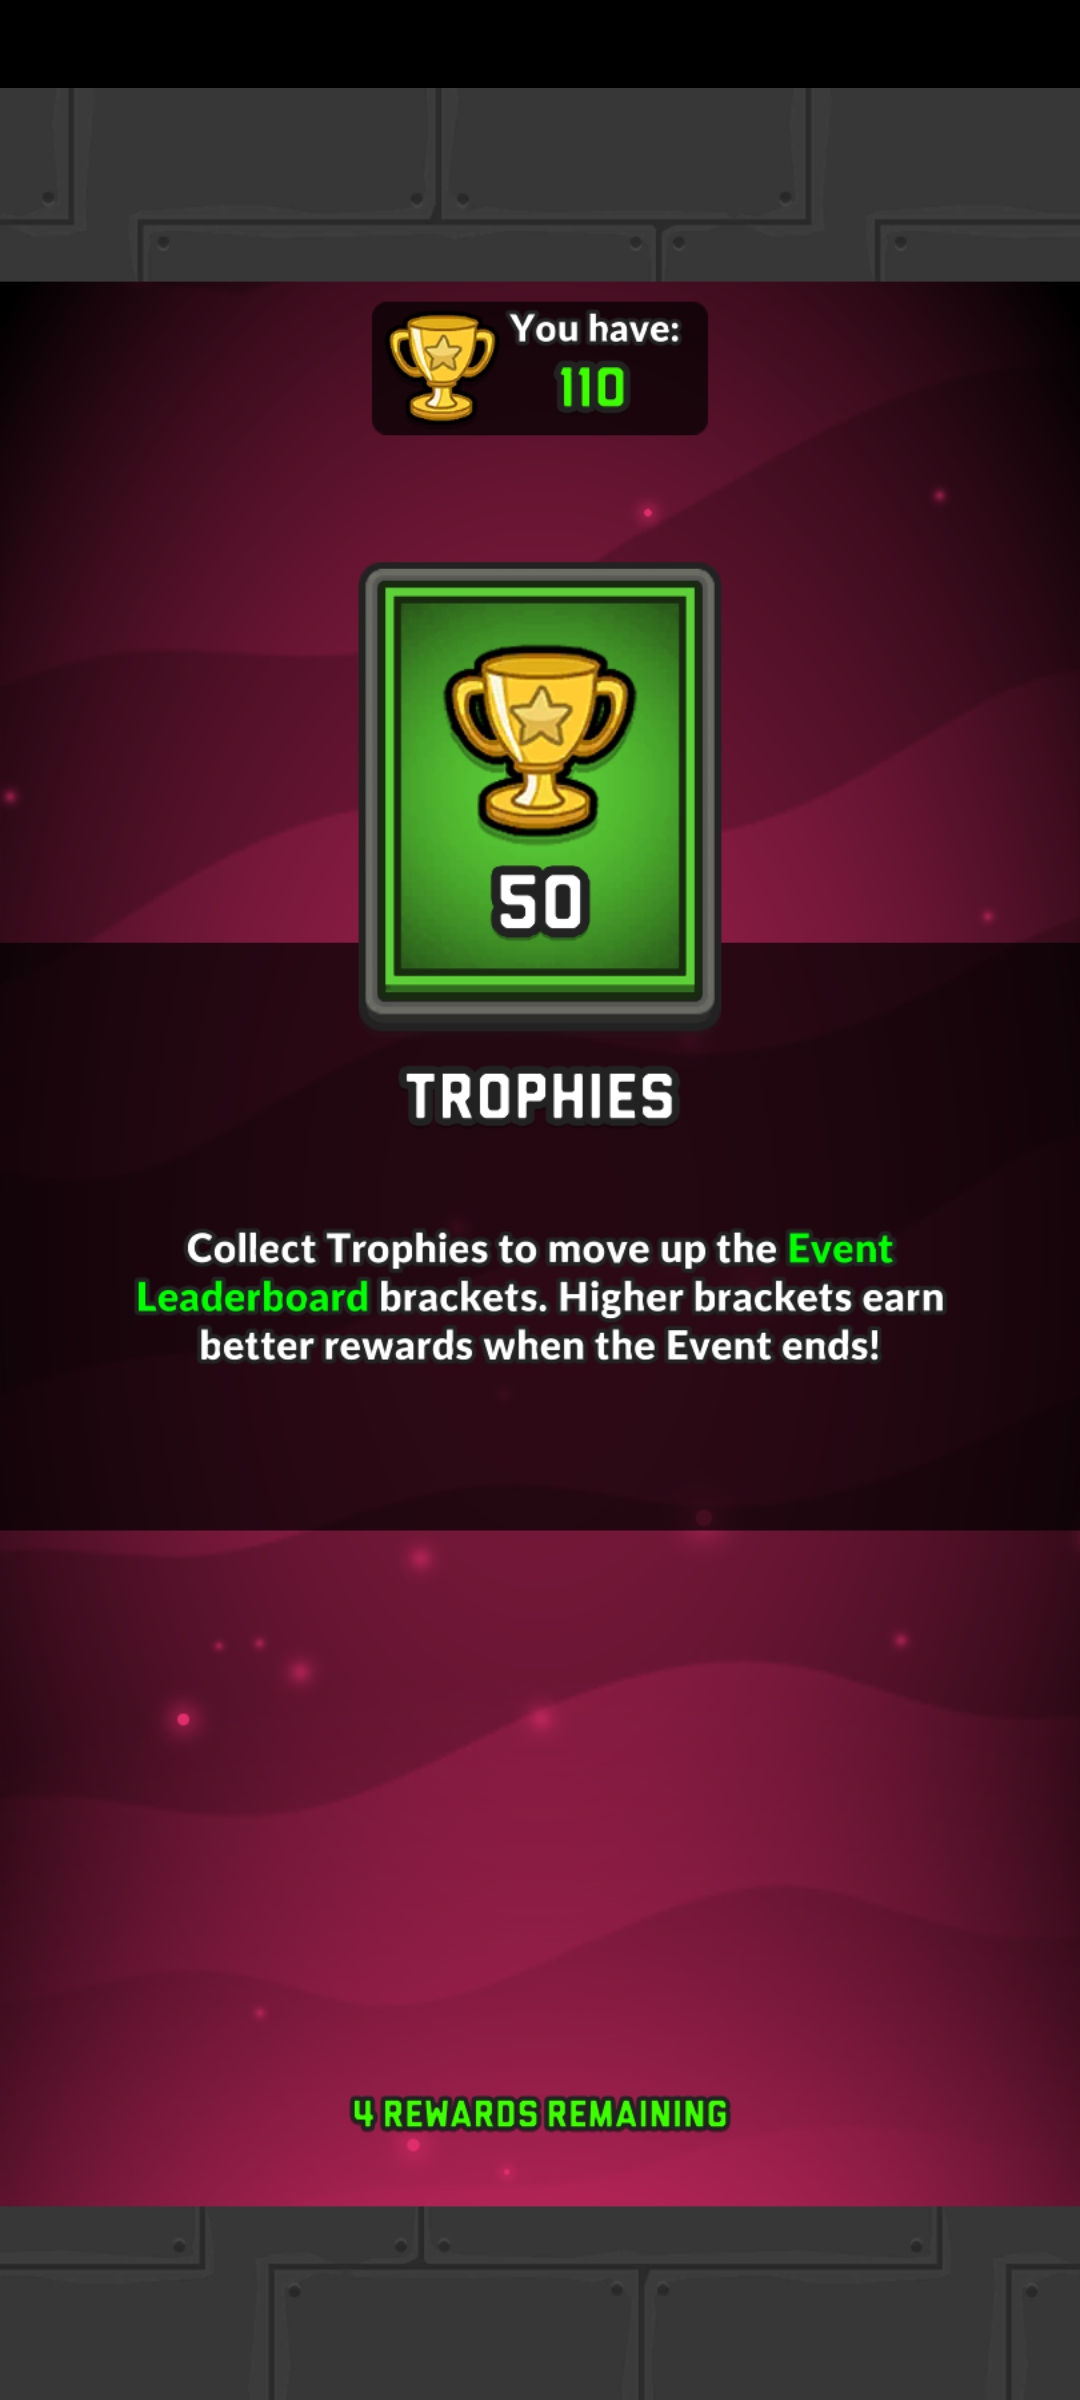 You have:
110
50
TROPHIES
Collect Trophies to move up the Event
Leaderboard brackets. Higher brackets earn
better rewards when the Event ends!
4 REWARDS REMAINING